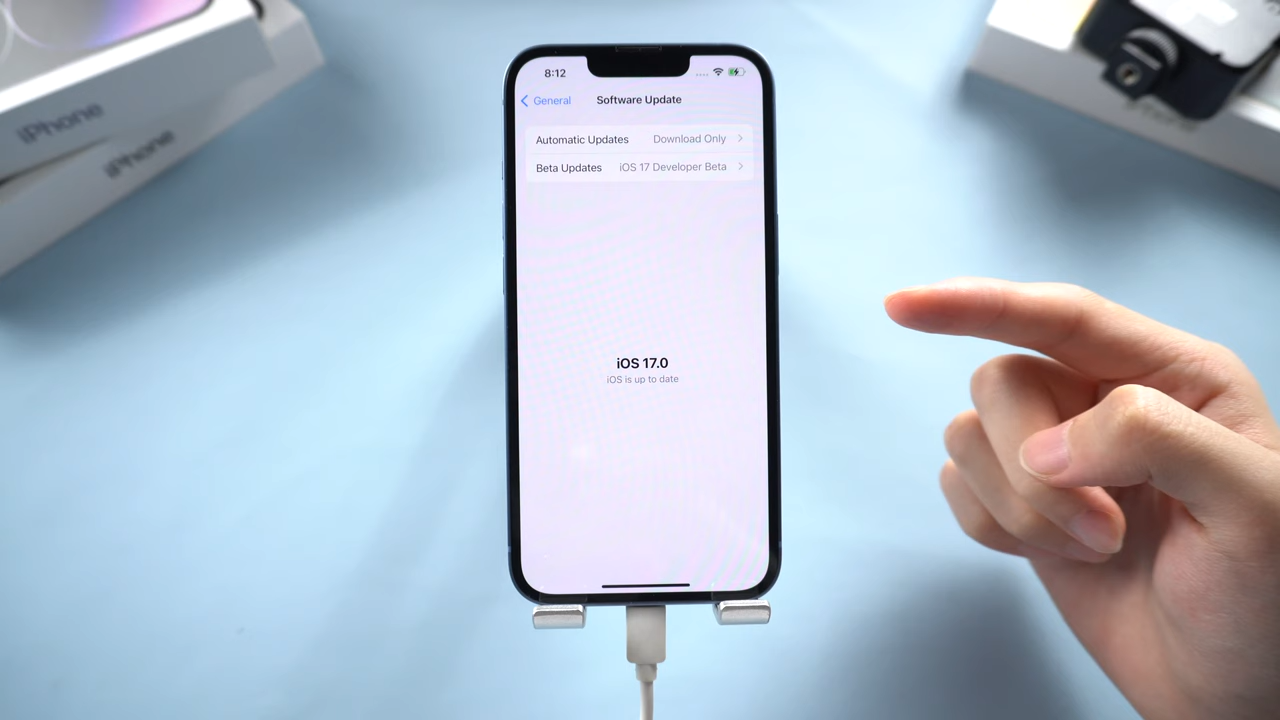 iPhone
iPhone
8:12
General
Software Update
Automatic Updates Download Only
Beta Updates iOS 17 Developer Beta
iOS 17.0
iOS is up to date